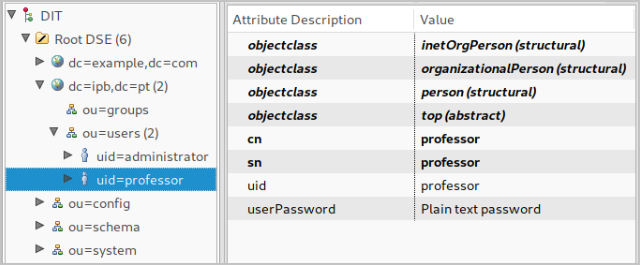 DIT
Root DSE (6)
dc=example,dc=com
dc=ipb,dc=pt (2)
ou=groups
ou=users (2)
uid=administrator
uid=professor
ou=config
ou=schema
ou=system
Attribute Description Value
objectclass inetOrgPerson (structural)
objectclass organizationalPerson (structural)
objectclass person (structural)
objectclass top (abstract)
cn professor
sn professor
uid professor
userPassword Plain text password